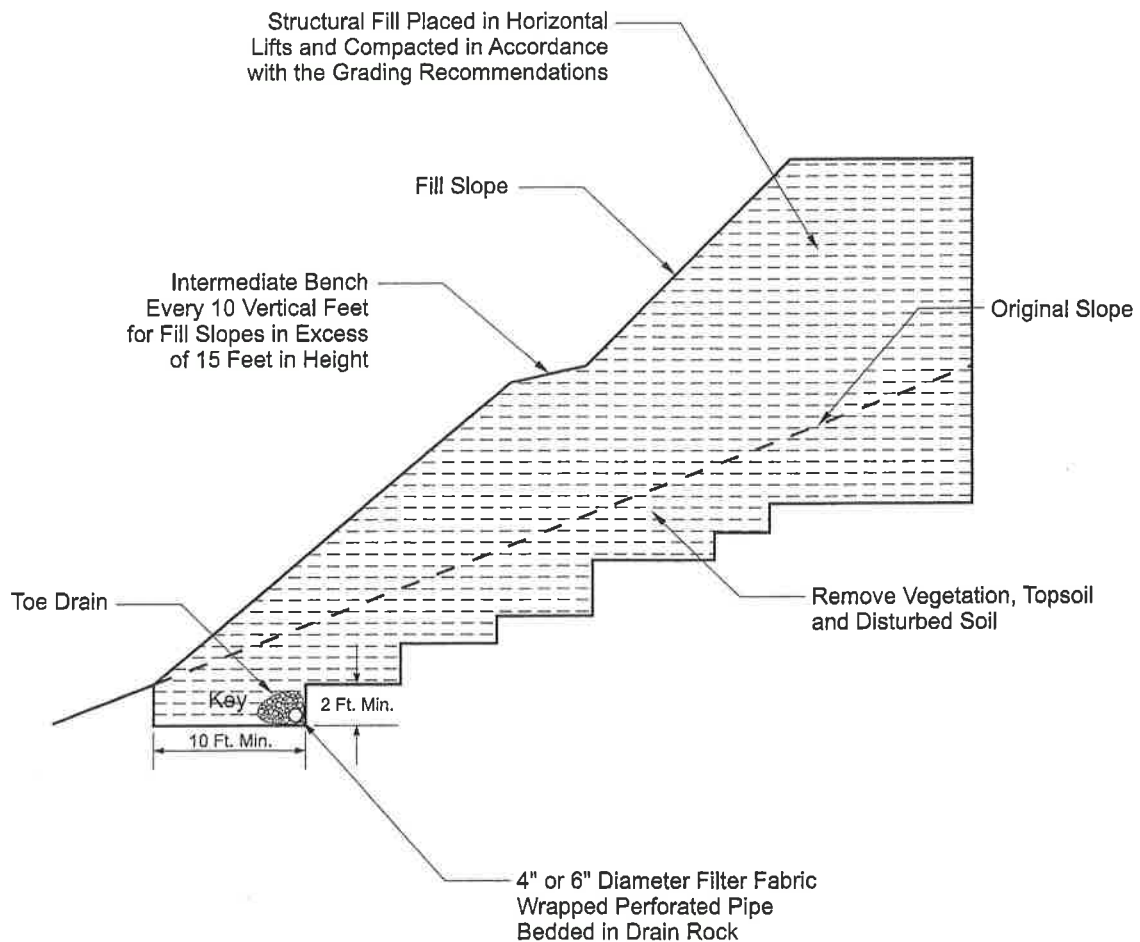 Structural Fill Placed in Horizontal
Lifts and Compacted in Accordance
with the Grading Recommendations
Fill Slope
Intermediate Bench
Every 10 Vertical Feet
for Fill Slopes in Excess
of 15 Feet in Height
Original Slope
Toe Drain
Remove Vegetation, Topsoil
and Disturbed Soil
Key
2 Ft. Min.
10 Ft. Min.
4" or 6" Diameter Filter Fabric
Wrapped Perforated Pipe
Bedded in Drain Rock